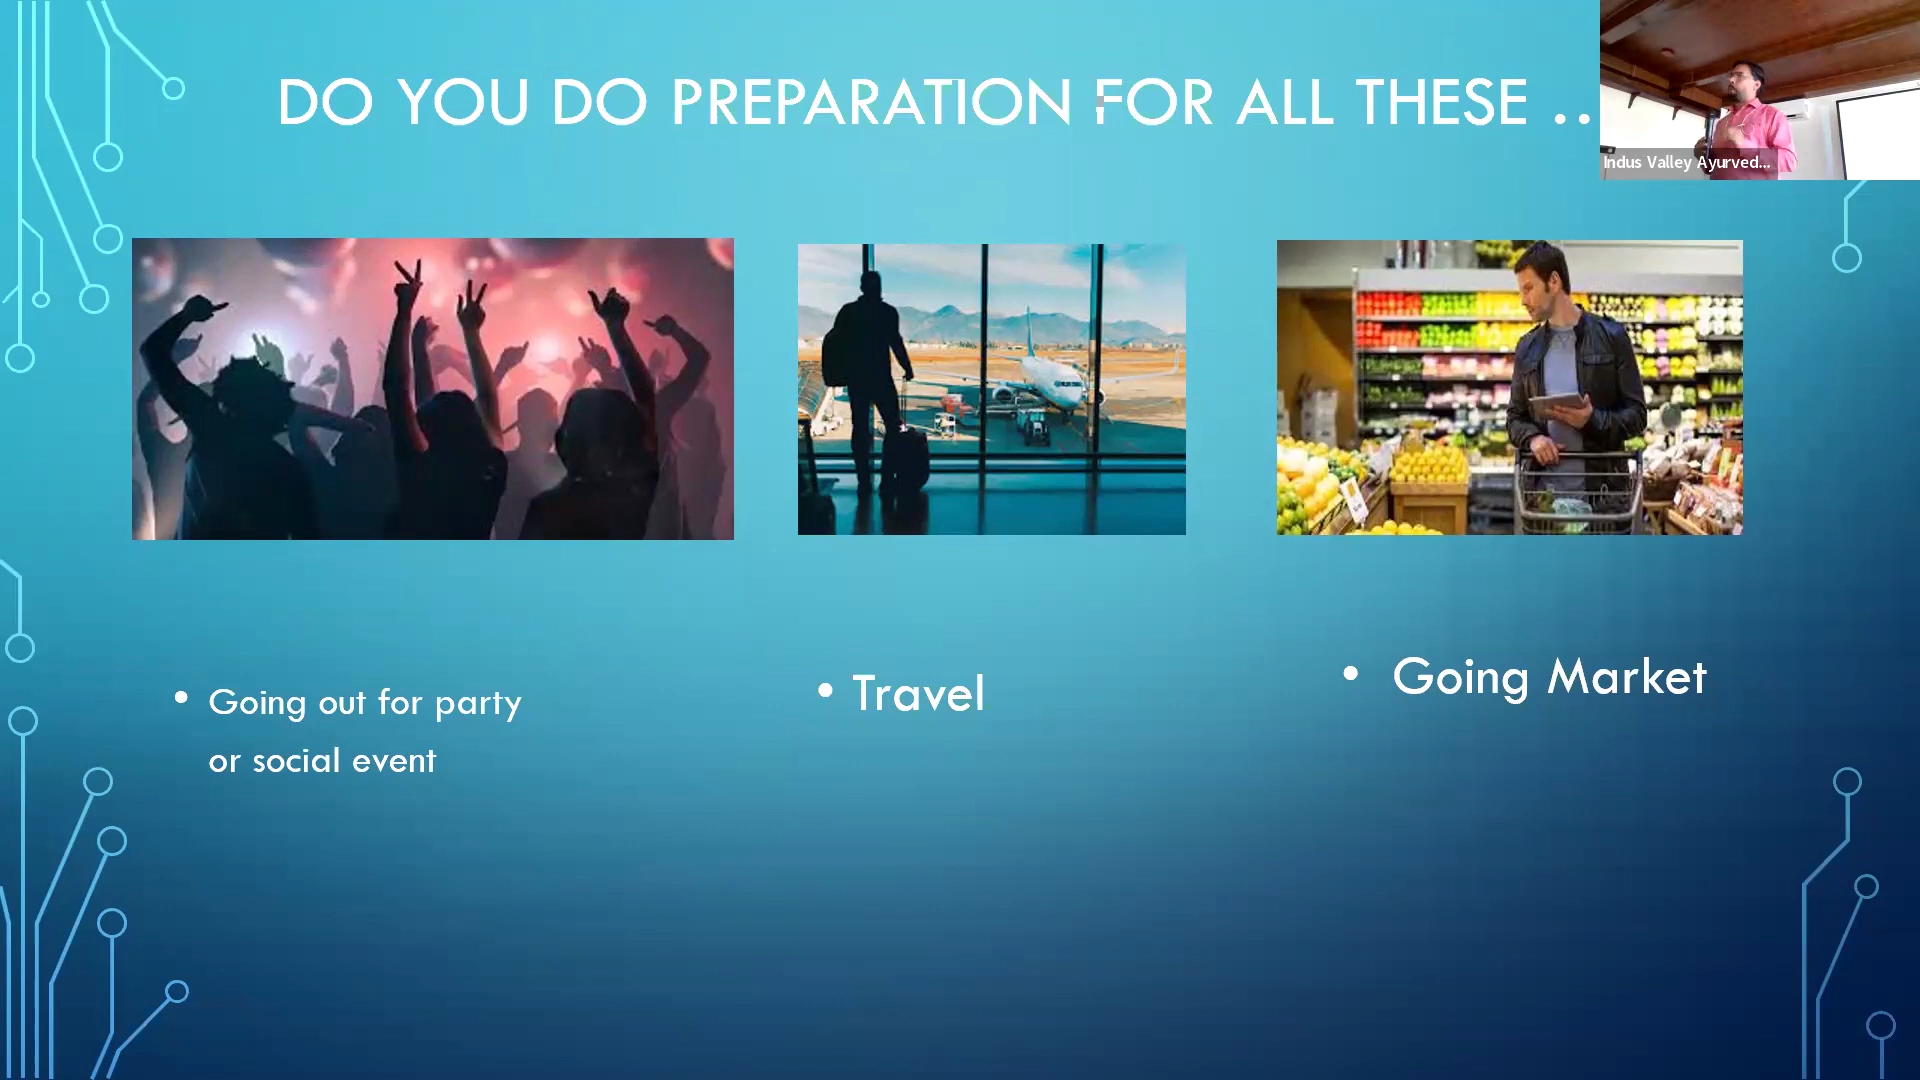 DO YOU DO PREPARATION FOR ALL THESE ..
Indus Valley Ayurved...
• Going out for party
or social event
• Travel
• Going Market